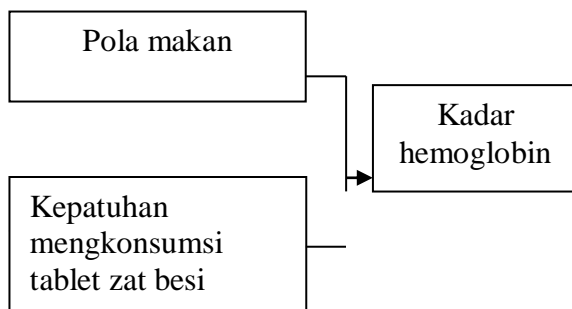 Pola makan
Kadar
hemoglobin
Kepatuhan
mengkonsumsi
tablet zat besi